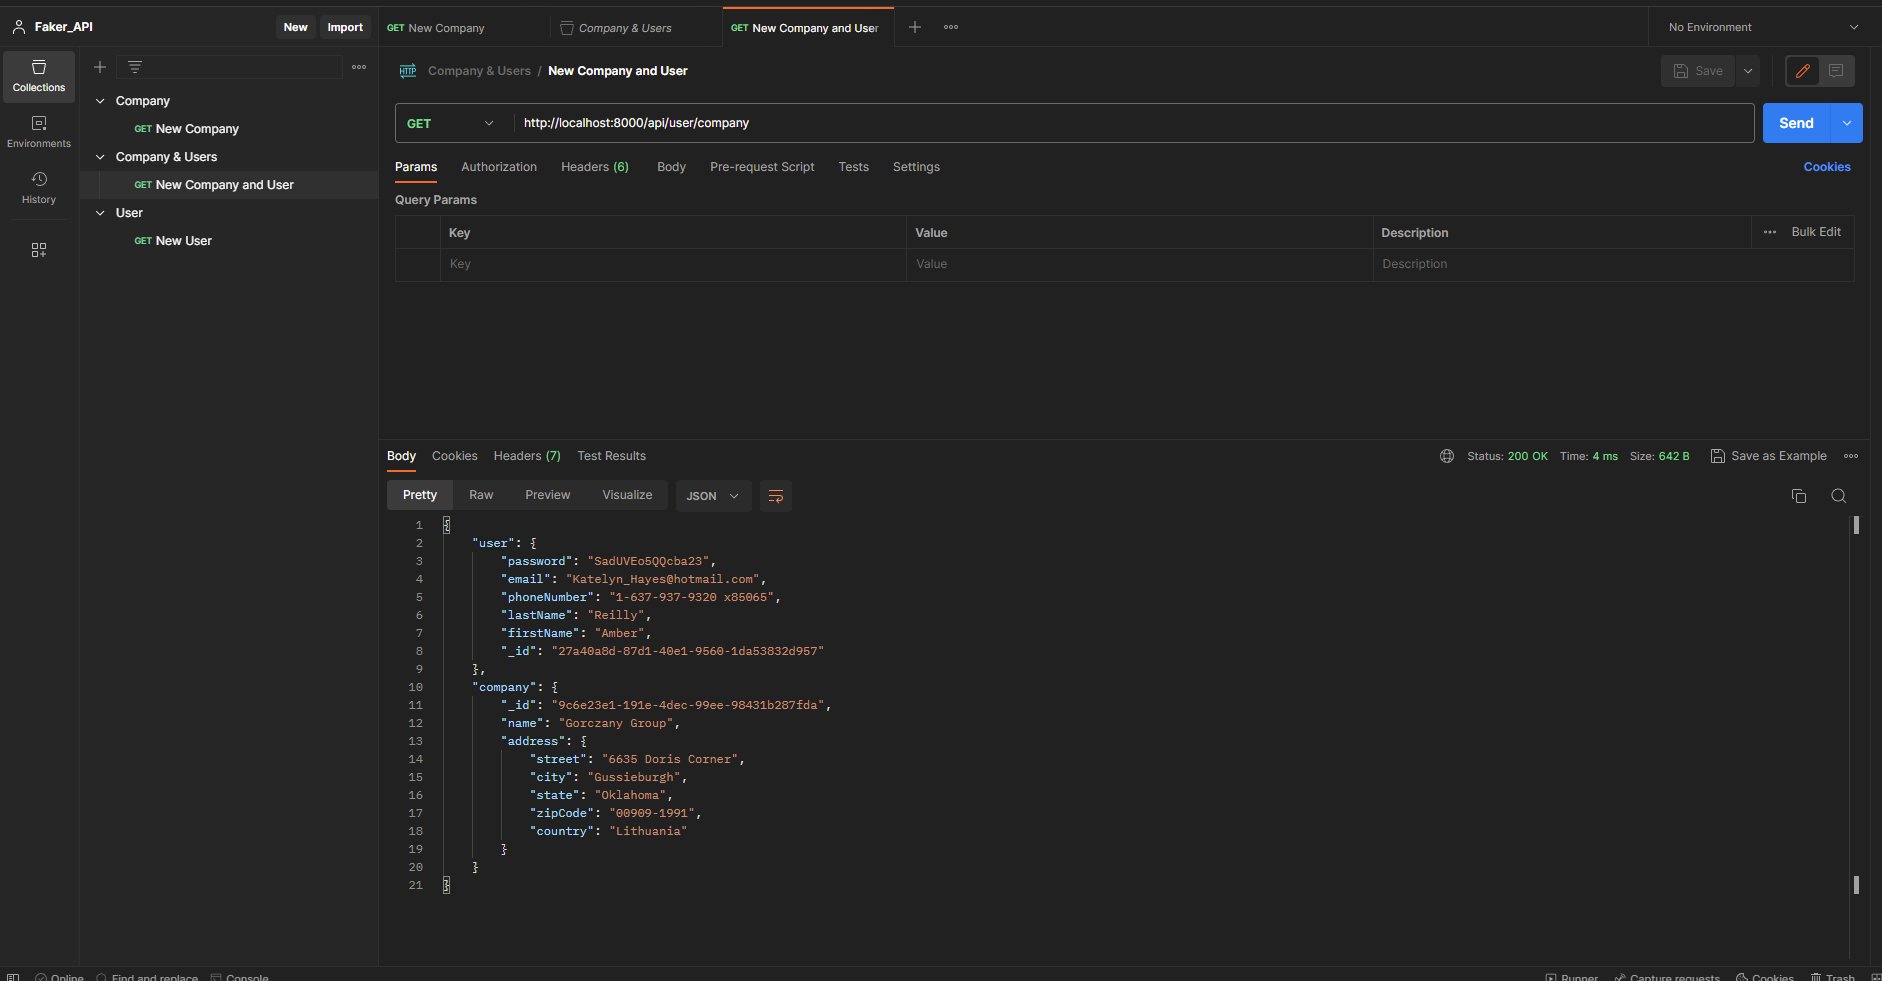 Faker_API
New
Import
GET New Company
Company & Users
GET New Company and User
No Environment
Collections
Environments
History
Company
GET New Company
Company & Users
GET New Company and User
User
GET New User
HTTP
Company & Users / New Company and User
Save
GET
http://localhost:8000/api/user/company
Send
Params
Authorization
Headers (6)
Body
Pre-request Script
Tests
Settings
Cookies
Query Params
Key
Value
Description
Bulk Edit
Key
Value
Description
Body
Cookies
Headers (7)
Test Results
Status: 200 OK
Time: 4 ms
Size: 642 B
Save as Example
Pretty
Raw
Preview
Visualize
JSON
1 {
2 "user": {
3 "password": "SadUVEo5QQcba23",
4 "email": "Katelyn_Hayes@hotmail.com",
5 "phoneNumber": "1-637-937-9320 x85065",
6 "lastName": "Reilly",
7 "firstName": "Amber",
8 "_id": "27a40a8d-87d1-40e1-9560-1da53832d957"
9 },
10 "company": {
11 "_id": "9c6e23e1-191e-4dec-99ee-98431b287fda",
12 "name": "Gorczany Group",
13 "address": {
14 "street": "6635 Doris Corner",
15 "city": "Gussieburgh",
16 "state": "Oklahoma",
17 "zipCode": "00909-1991",
18 "country": "Lithuania"
19 }
20 }
21 }
Online
Find and replace
Console
Runner
Capture requests
Cookies
Trash